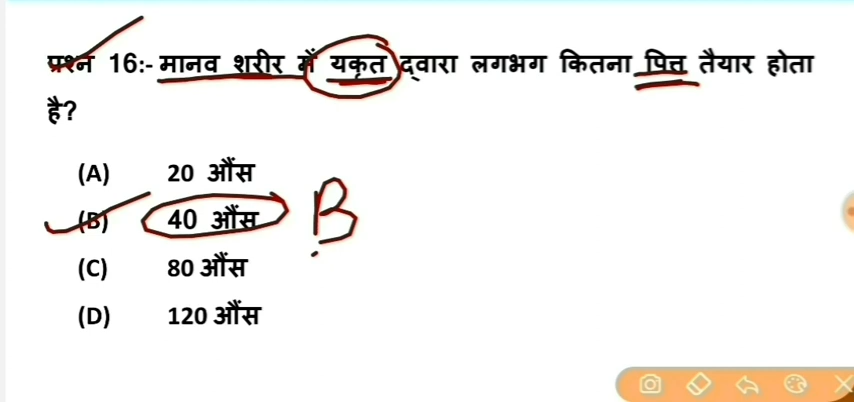 प्रश्न 16:- मानव शरीर में यकृत द्वारा लगभग कितना पित्त तैयार होता
है?
(A) 20 औंस
(B) 40 औंस B
(C) 80 औंस
(D) 120 औंस